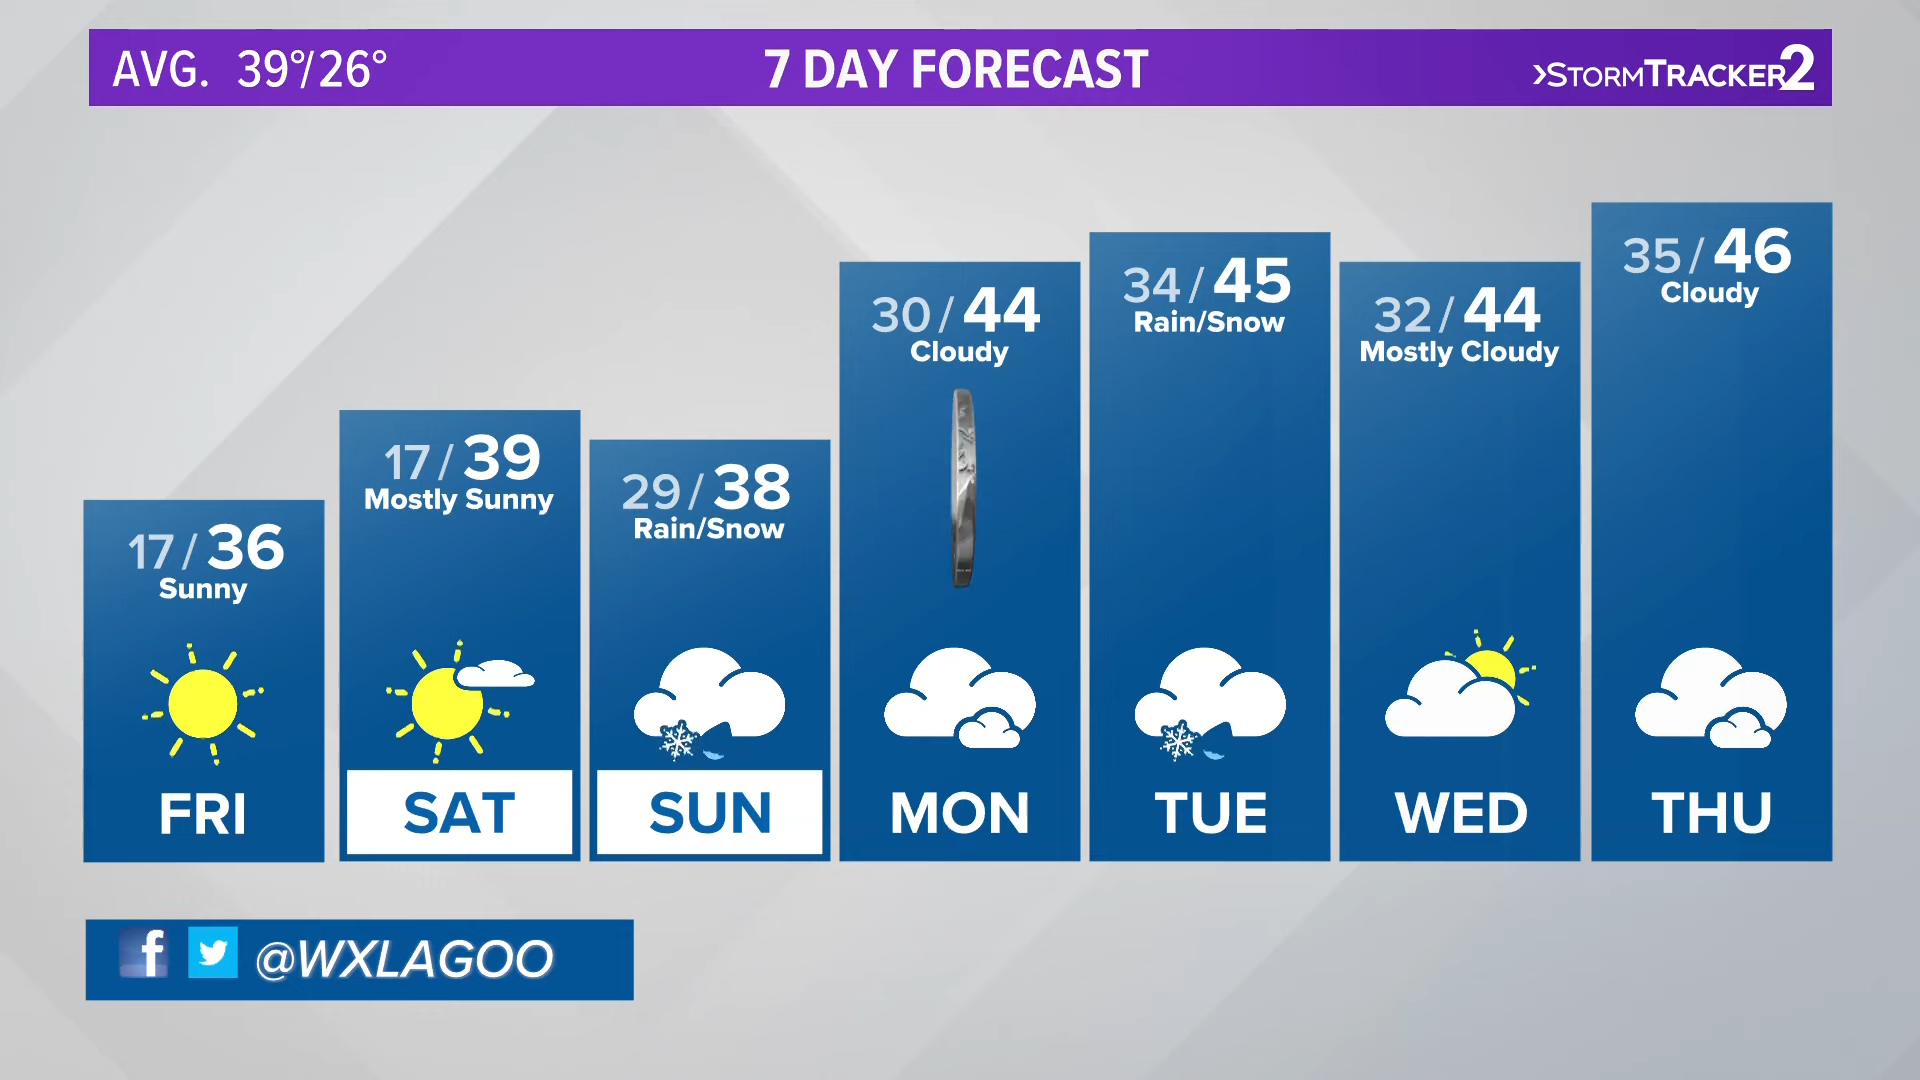 AVG. 39°/26°
7 DAY FORECAST
›STORMTRACKER2
17/36
Sunny
FRI
17/39
Mostly Sunny
SAT
29/38
Rain/Snow
SUN
30/44
Cloudy
MON
34/45
Rain/Snow
TUE
32/44
Mostly Cloudy
WED
35/46
Cloudy
THU
f @WXLAGOO